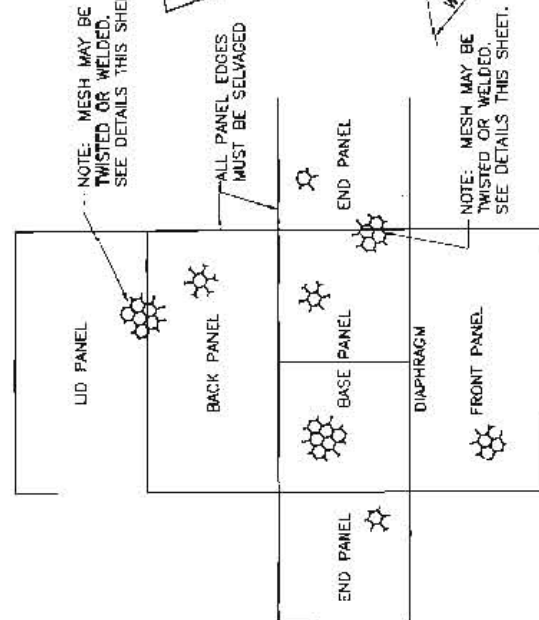 NOTE: MESH MAY BE
TWISTED OR WELDED.
SEE DETAILS THIS SHE
ALL PANEL EDGES
MUST BE SELVAGED
LID PANEL
BACK PANEL
END PANEL
BASE PANEL
END PANEL
DIAPHRAGM
FRONT PANEL
NOTE: MESH MAY BE
TWISTED OR WELDED.
SEE DETAILS THIS SHEET.
W